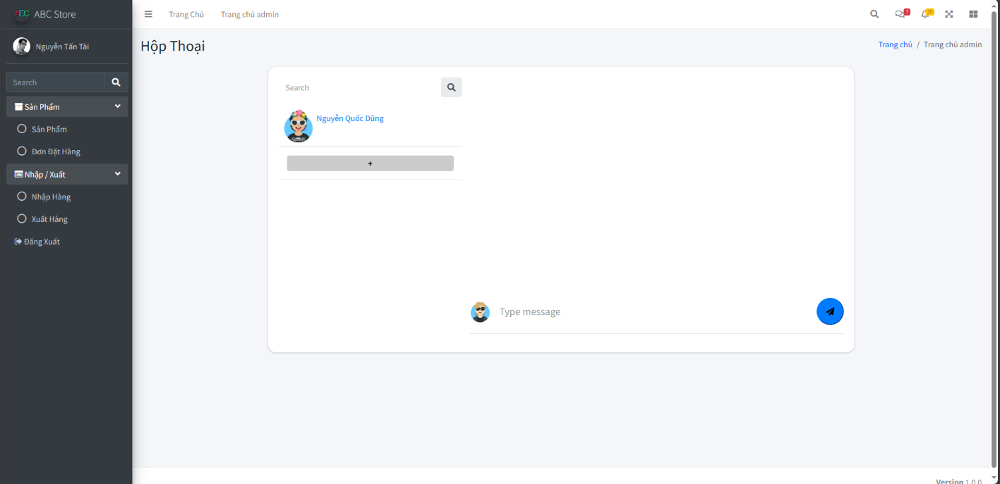 AEC ABC Store
Trang Chủ Trang chủ admin
3
15
Nguyễn Tấn Tài
Hộp Thoại
Trang chủ / Trang chủ admin
Search
Sản Phẩm
Sản Phẩm
Đơn Đặt Hàng
Nhập / Xuất
Nhập Hàng
Xuất Hàng
Đăng Xuất
Search
Nguyễn Quốc Dũng
+
Type message
Version 1.0.0